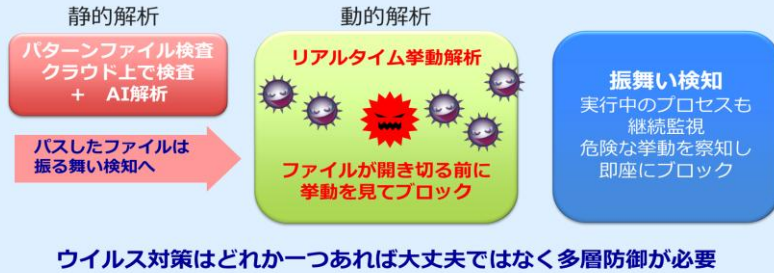 静的解析
動的解析
パターンファイル検査
クラウド上で検査
+ AI解析
パスしたファイルは
振る舞い検知へ
リアルタイム挙動解析
ファイルが開き切る前に
挙動を見てブロック
振舞い検知
実行中のプロセスも
継続監視
危険な挙動を察知し
即座にブロック
ウイルス対策はどれか一つあれば大丈夫ではなく多層防御が必要